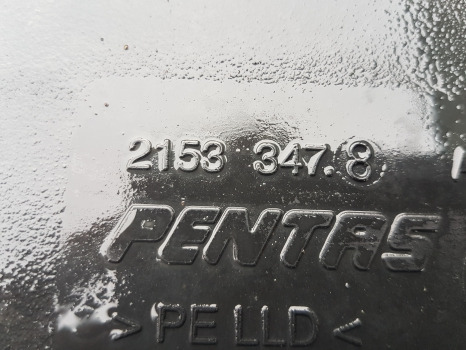 2153 347.8
PENTAS
>PE LLD<